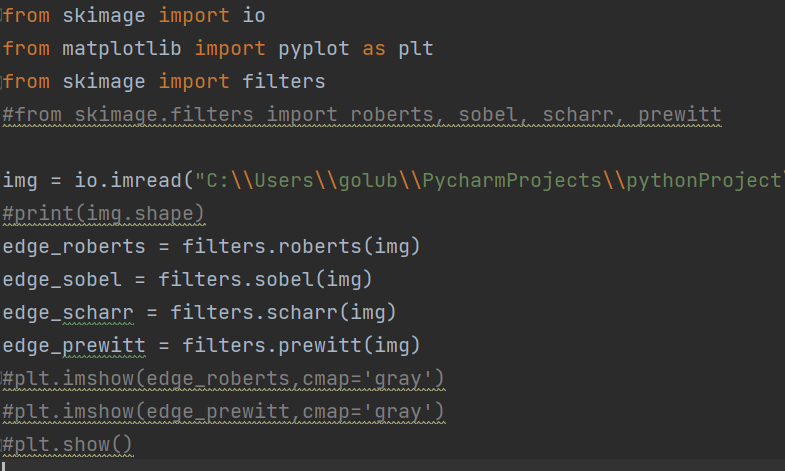 from skimage import io
from matplotlib import pyplot as plt
from skimage import filters
#from skimage.filters import roberts, sobel, scharr, prewitt
img = io.imread("C:\\Users\\golub\\PycharmProjects\\pythonProject\
#print(img.shape)
edge_roberts = filters.roberts(img)
edge_sobel = filters.sobel(img)
edge_scharr = filters.scharr(img)
edge_prewitt = filters.prewitt(img)
#plt.imshow(edge_roberts,cmap='gray')
#plt.imshow(edge_prewitt,cmap='gray')
#plt.show()